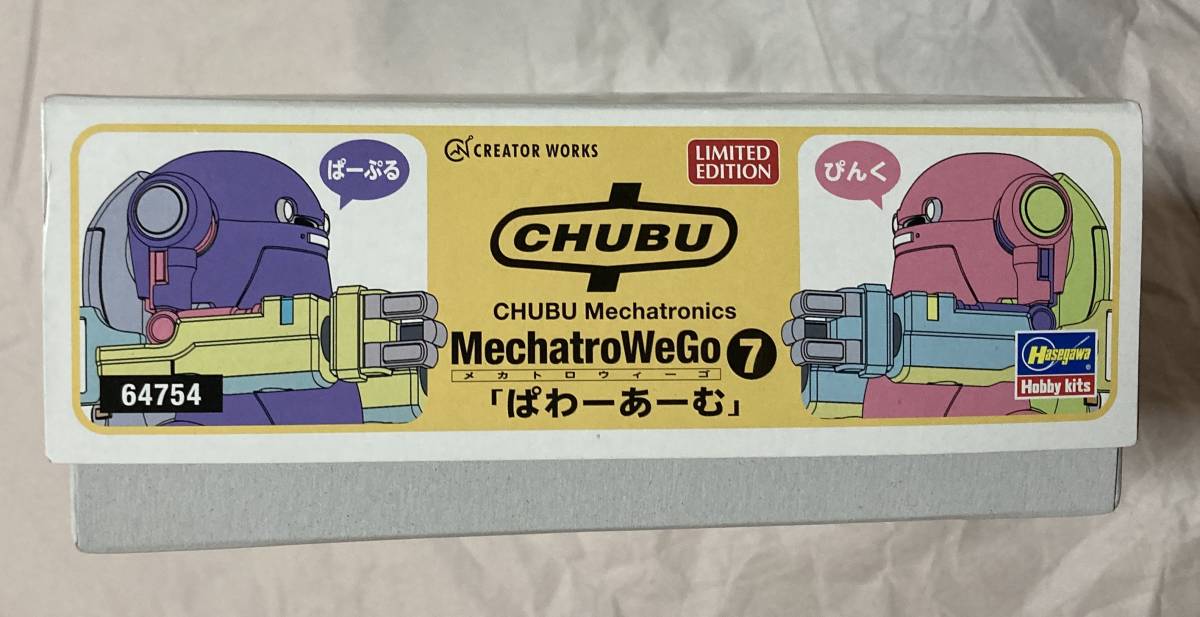 ぱーぷる
CREATOR WORKS
LIMITED
EDITION
ぴんく
CHUBU
CHUBU Mechatronics
MechatroWeGo 7
メカトロウィーゴ
「ぱわーあーむ」
64754
Hasegawa
Hobby kits